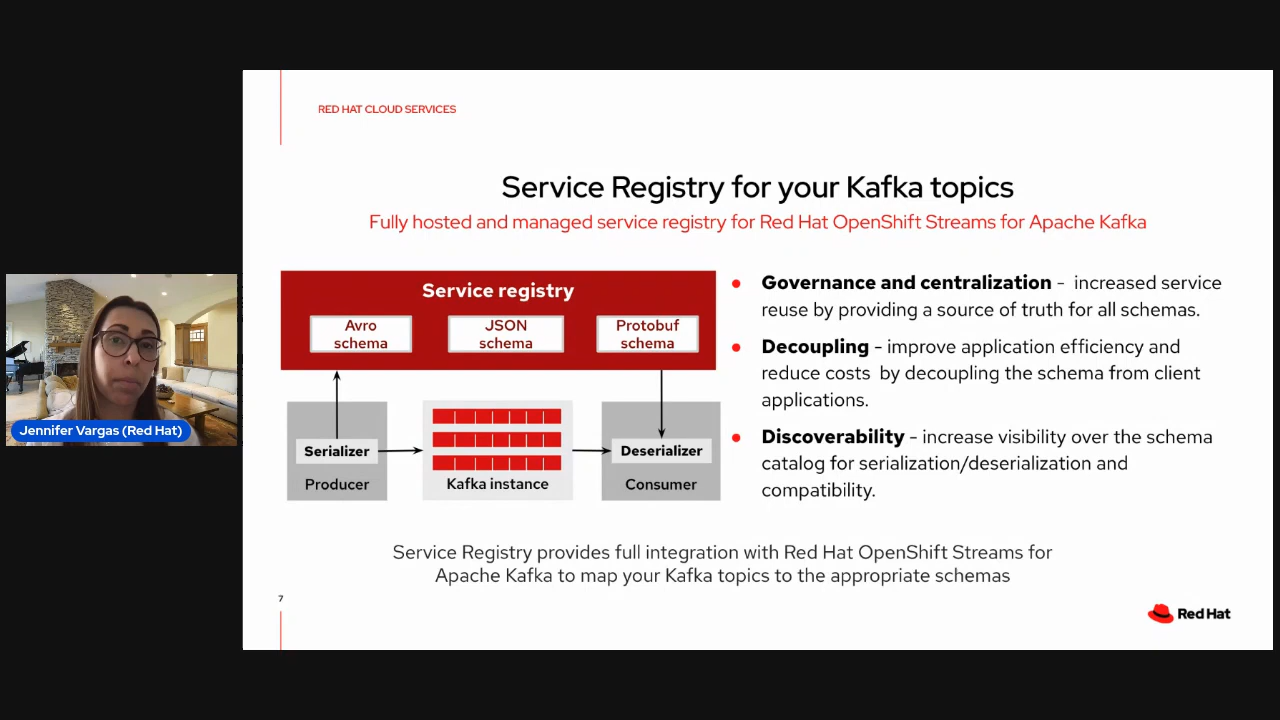 RED HAT CLOUD SERVICES
Service Registry for your Kafka topics
Fully hosted and managed service registry for Red Hat OpenShift Streams for Apache Kafka
Service registry
Avro
schema
JSON
schema
Protobuf
schema
Serializer
Producer
Kafka instance
Deserializer
Consumer
● Governance and centralization - increased service
reuse by providing a source of truth for all schemas.
● Decoupling - improve application efficiency and
reduce costs by decoupling the schema from client
applications.
● Discoverability - increase visibility over the schema
catalog for serialization/deserialization and
compatibility.
Service Registry provides full integration with Red Hat OpenShift Streams for
Apache Kafka to map your Kafka topics to the appropriate schemas
7
Red Hat
Jennifer Vargas (Red Hat)